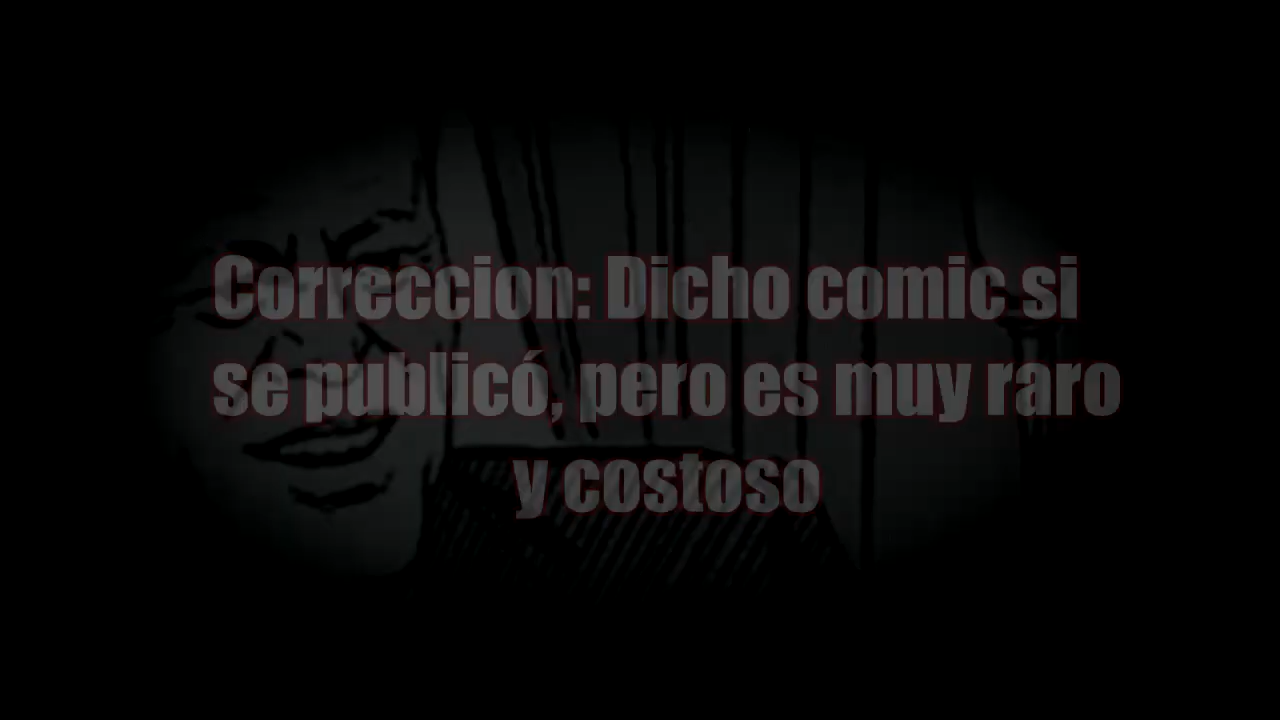 Correccion: Dicho comic si
se publicó, pero es muy raro
y costoso